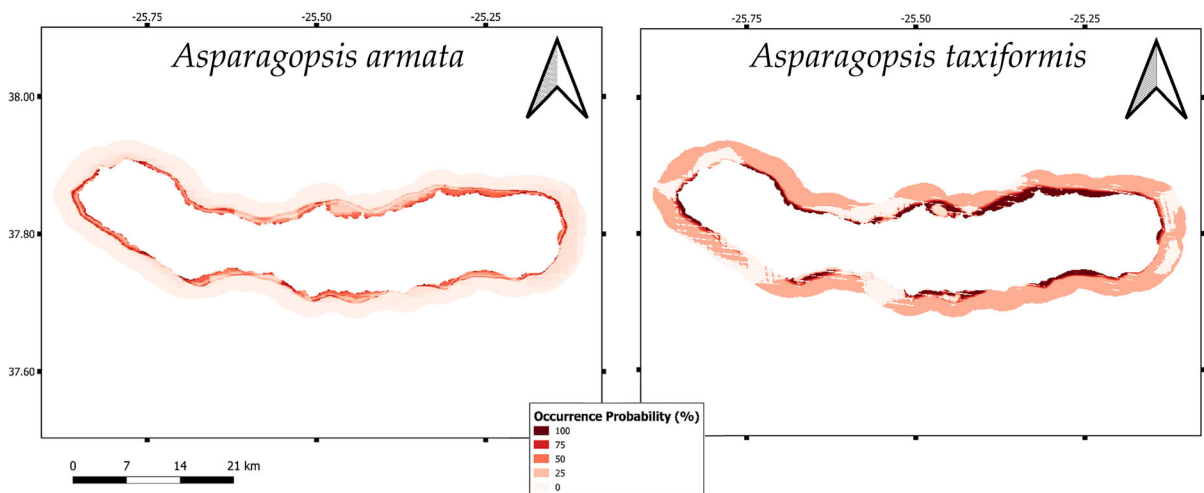 -25.75 -25.50 -25.25 -25.75 -25.50 -25.25
Asparagopsis armata Asparagopsis taxiformis
38.00
37.80
37.60
Occurrence Probability (%)
100
75
50
25
0
0 7 14 21 km